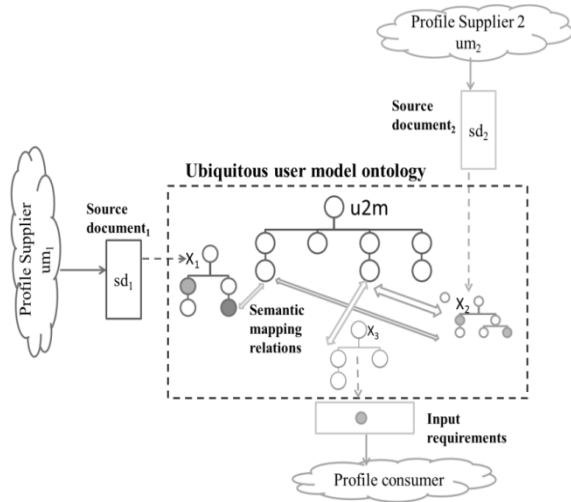 Profile Supplier 2
um₂
Source
document₂
sd₂
Ubiquitous user model ontology
Profile Supplier
um₁
Source
document₁
sd₁
X₁
u2m
Semantic
mapping
relations
X₂
X₃
Input
requirements
Profile consumer